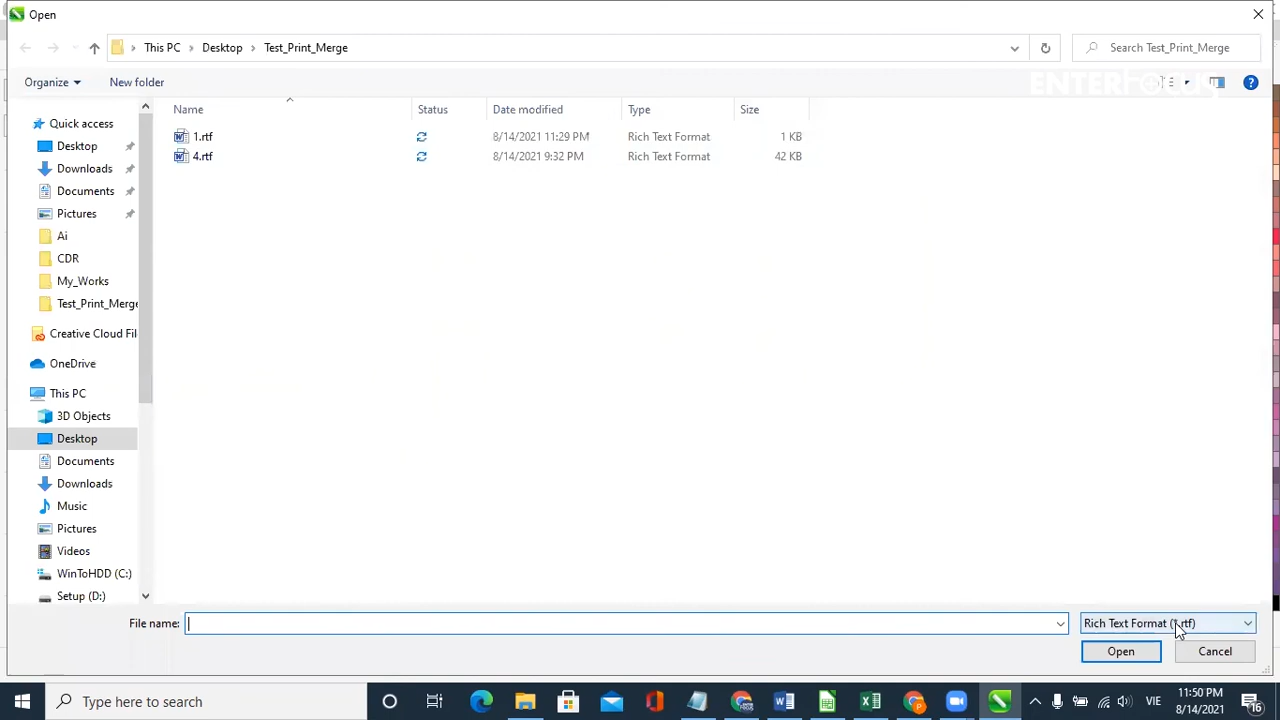 Open
This PC > Desktop > Test_Print_Merge
Search Test_Print_Merge
Organize
New folder
ENTERFOCUS
Name
Status
Date modified
Type
Size
1.rtf
8/14/2021 11:29 PM
Rich Text Format
1 KB
4.rtf
8/14/2021 9:32 PM
Rich Text Format
42 KB
Quick access
Desktop
Downloads
Documents
Pictures
Ai
CDR
My_Works
Test_Print_Merge
Creative Cloud Fil
OneDrive
This PC
3D Objects
Desktop
Documents
Downloads
Music
Pictures
Videos
WinToHDD (C:)
Setup (D:)
File name:
Rich Text Format (*.rtf)
Open
Cancel
Type here to search
VIE
11:50 PM
8/14/2021
16